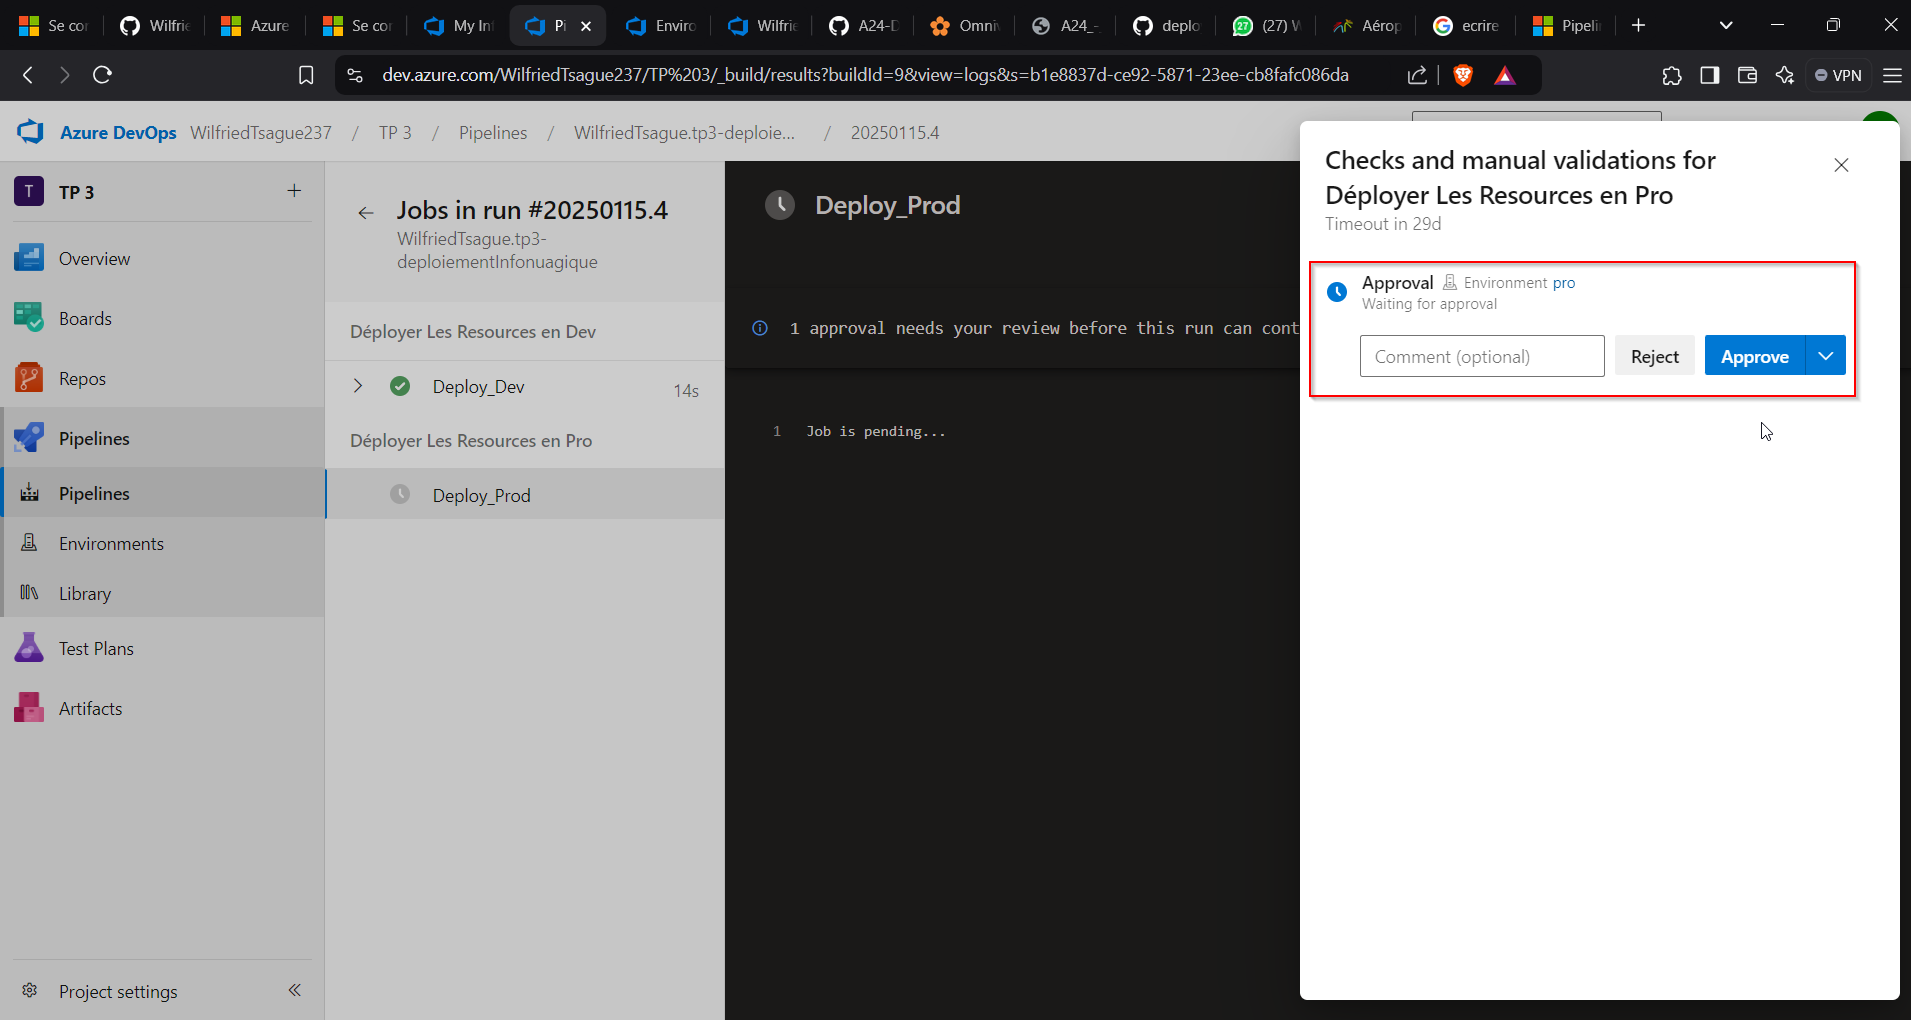 Se cor
Wilfrie
Azure
Se cor
My Inf
Pi
Enviro
Wilfrie
A24-D
Omniv
A24_-
deplo
27
(27) W
Aérop
ecrire
Pipelin
dev.azure.com/WilfriedTsague237/TP%203/_build/results?buildId=9&view=logs&s=b1e8837d-ce92-5871-23ee-cb8fafc086da
VPN
Azure DevOps WilfriedTsague237 / TP 3 / Pipelines / WilfriedTsague.tp3-deploie... / 20250115.4
T TP 3
Overview
Boards
Repos
Pipelines
Pipelines
Environments
Library
Test Plans
Artifacts
Project settings
Jobs in run #20250115.4
WilfriedTsague.tp3-
deploiementInfonuagique
Déployer Les Resources en Dev
Deploy_Dev 14s
Déployer Les Resources en Pro
Deploy_Prod
Deploy_Prod
1 approval needs your review before this run can cont
1 Job is pending...
Checks and manual validations for
Déployer Les Resources en Pro
Timeout in 29d
Approval Environment pro
Waiting for approval
Comment (optional)
Reject
Approve